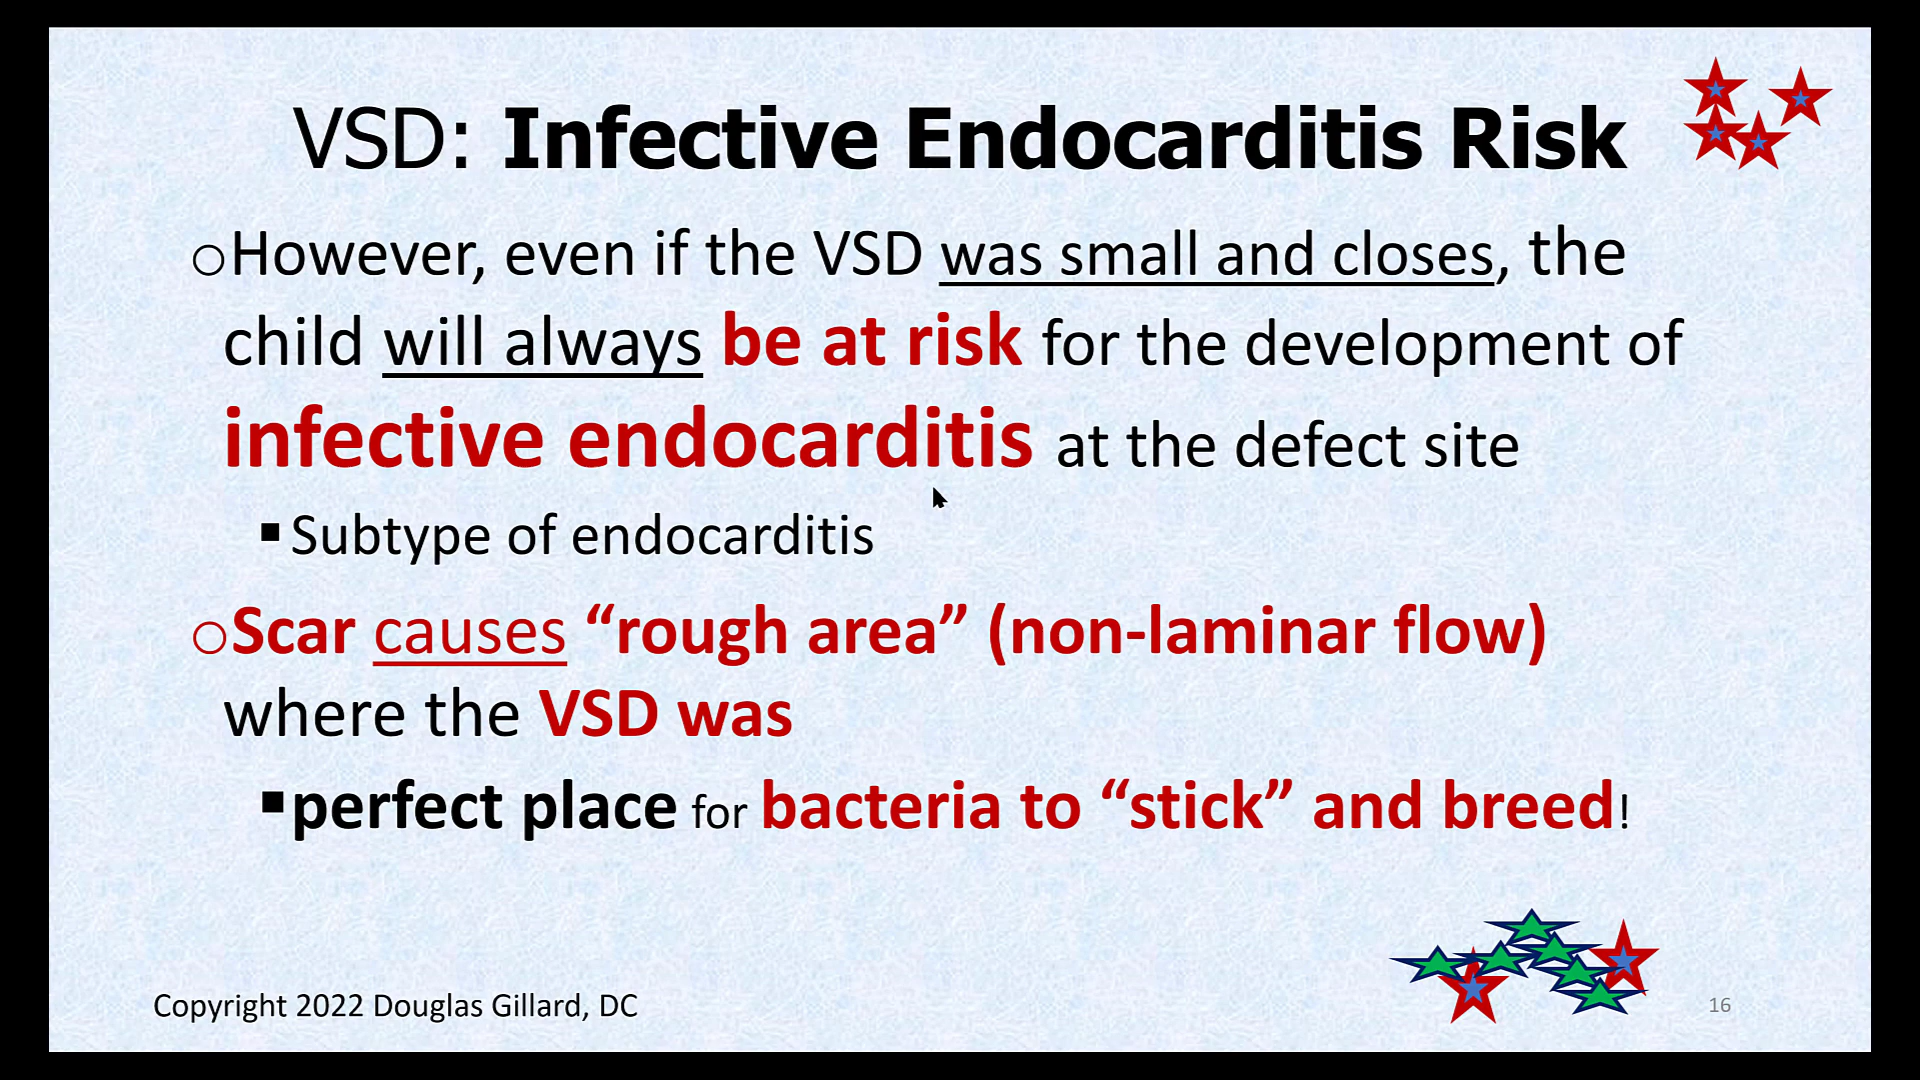 VSD: Infective Endocarditis Risk
○However, even if the VSD was small and closes, the
child will always be at risk for the development of
infective endocarditis at the defect site
▪Subtype of endocarditis
○Scar causes “rough area” (non-laminar flow)
where the VSD was
▪perfect place for bacteria to “stick” and breed!
Copyright 2022 Douglas Gillard, DC
16